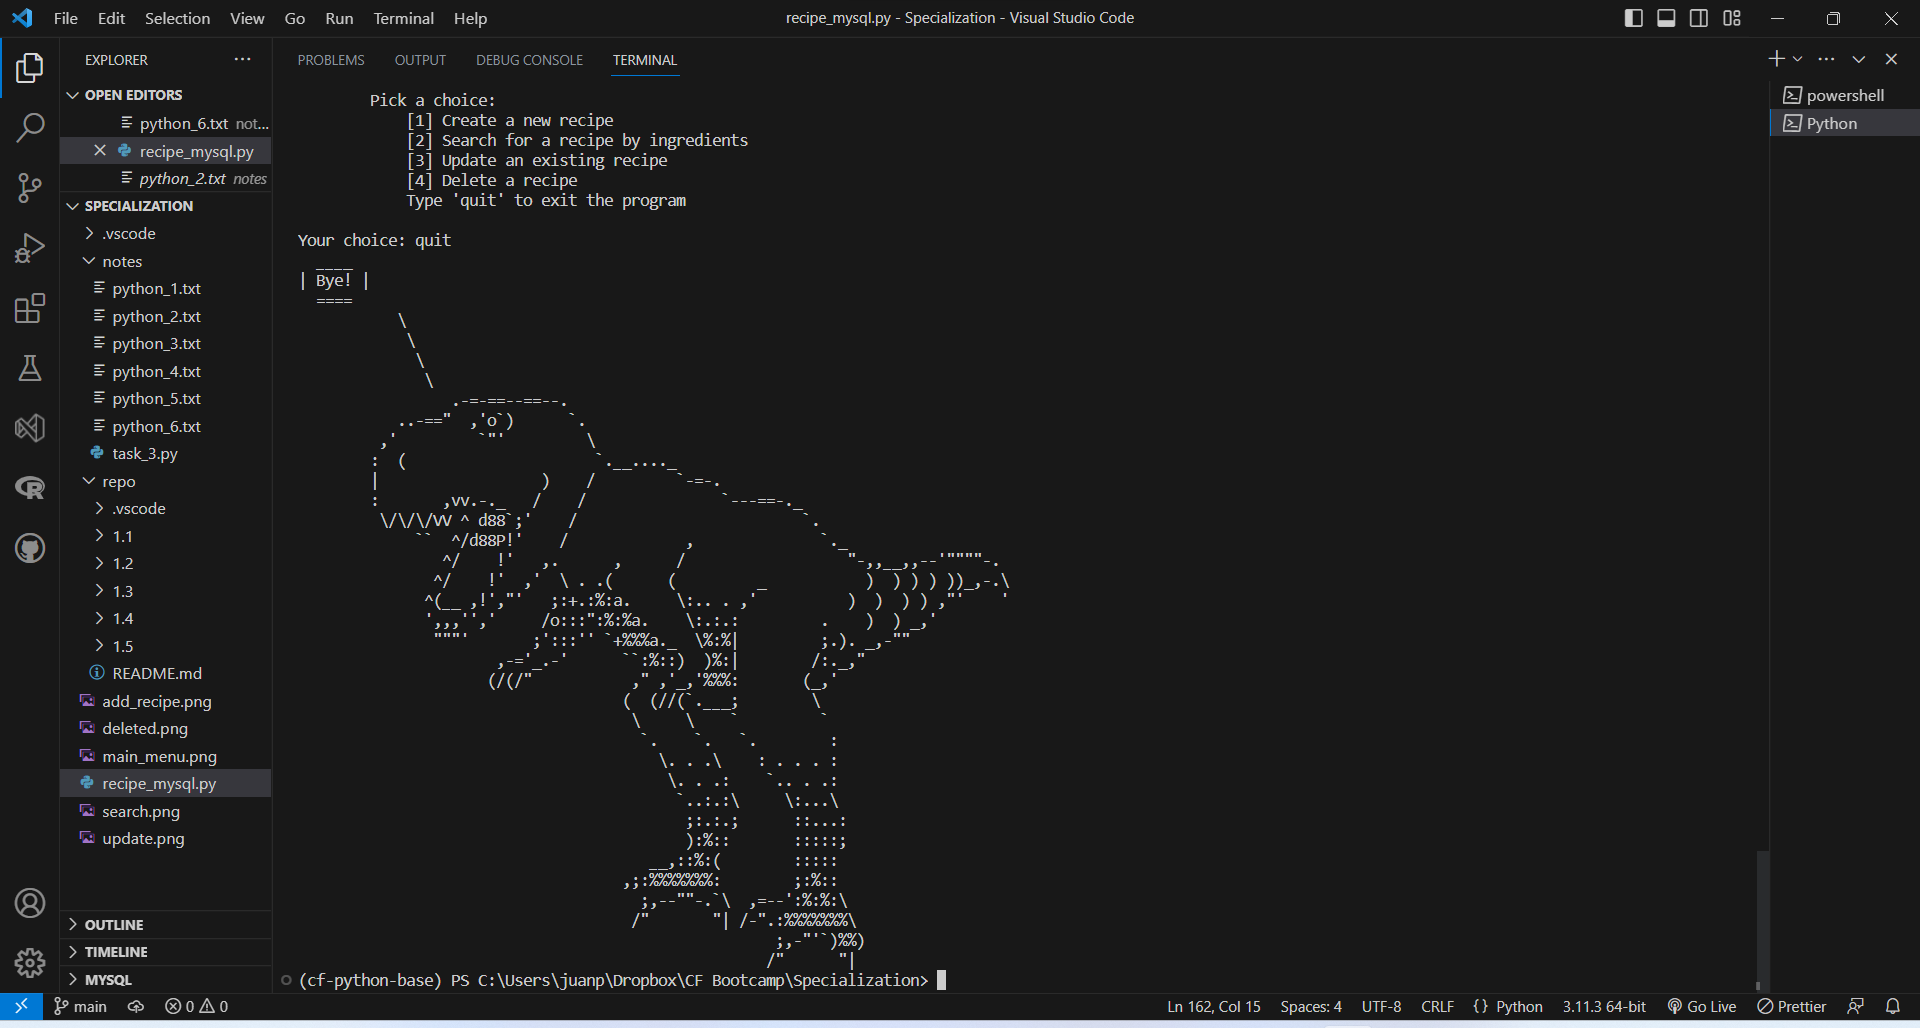 File Edit Selection View Go Run Terminal Help
recipe_mysql.py - Specialization - Visual Studio Code
EXPLORER
OPEN EDITORS
python_6.txt not...
recipe_mysql.py
python_2.txt notes
SPECIALIZATION
.vscode
notes
python_1.txt
python_2.txt
python_3.txt
python_4.txt
python_5.txt
python_6.txt
task_3.py
repo
.vscode
1.1
1.2
1.3
1.4
1.5
README.md
add_recipe.png
deleted.png
main_menu.png
recipe_mysql.py
search.png
update.png
OUTLINE
TIMELINE
MYSQL
PROBLEMS OUTPUT DEBUG CONSOLE TERMINAL
Pick a choice:
[1] Create a new recipe
[2] Search for a recipe by ingredients
[3] Update an existing recipe
[4] Delete a recipe
Type 'quit' to exit the program
Your choice: quit
| Bye! |
====
(cf-python-base) PS C:\Users\juanp\Dropbox\CF Bootcamp\Specialization>
powershell
Python
main
0 0
Ln 162, Col 15 Spaces: 4 UTF-8 CRLF {} Python 3.11.3 64-bit Go Live Prettier